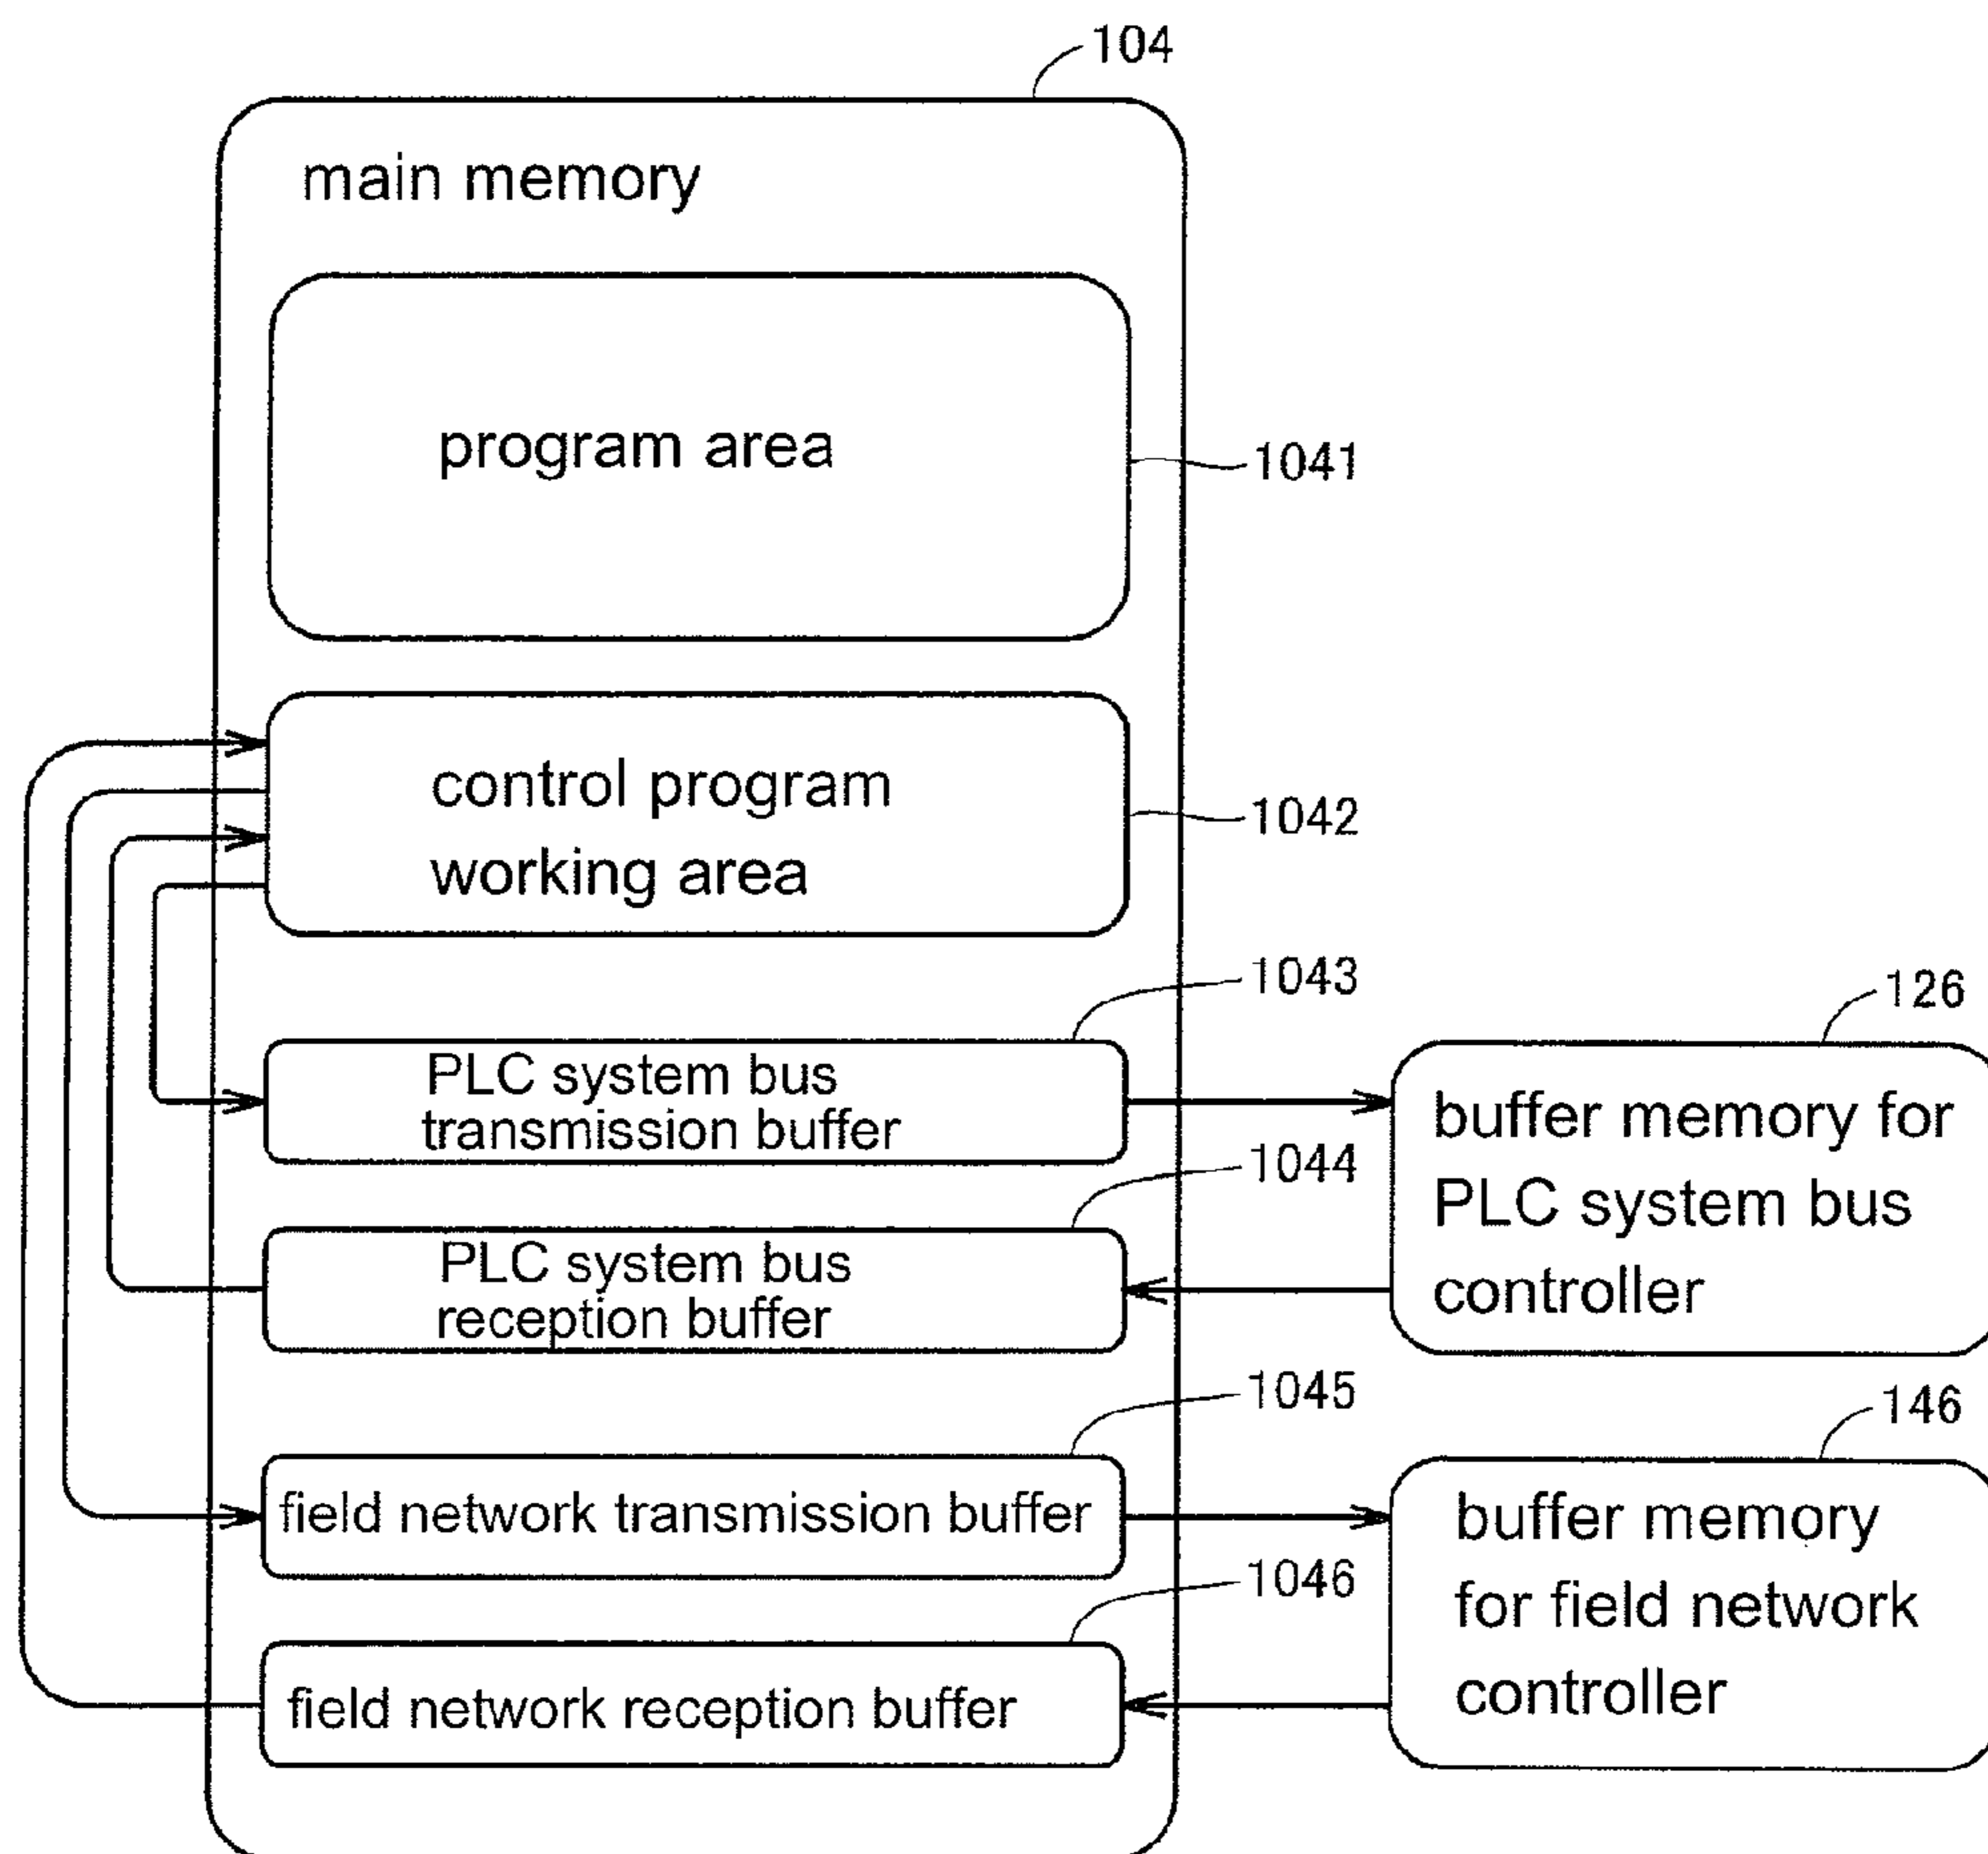 104
main memory
program area
1041
control program
working area
1042
1043
PLC system bus
transmission buffer
126
buffer memory for
PLC system bus
controller
1044
PLC system bus
reception buffer
1045
field network transmission buffer
146
buffer memory
for field network
controller
1046
field network reception buffer